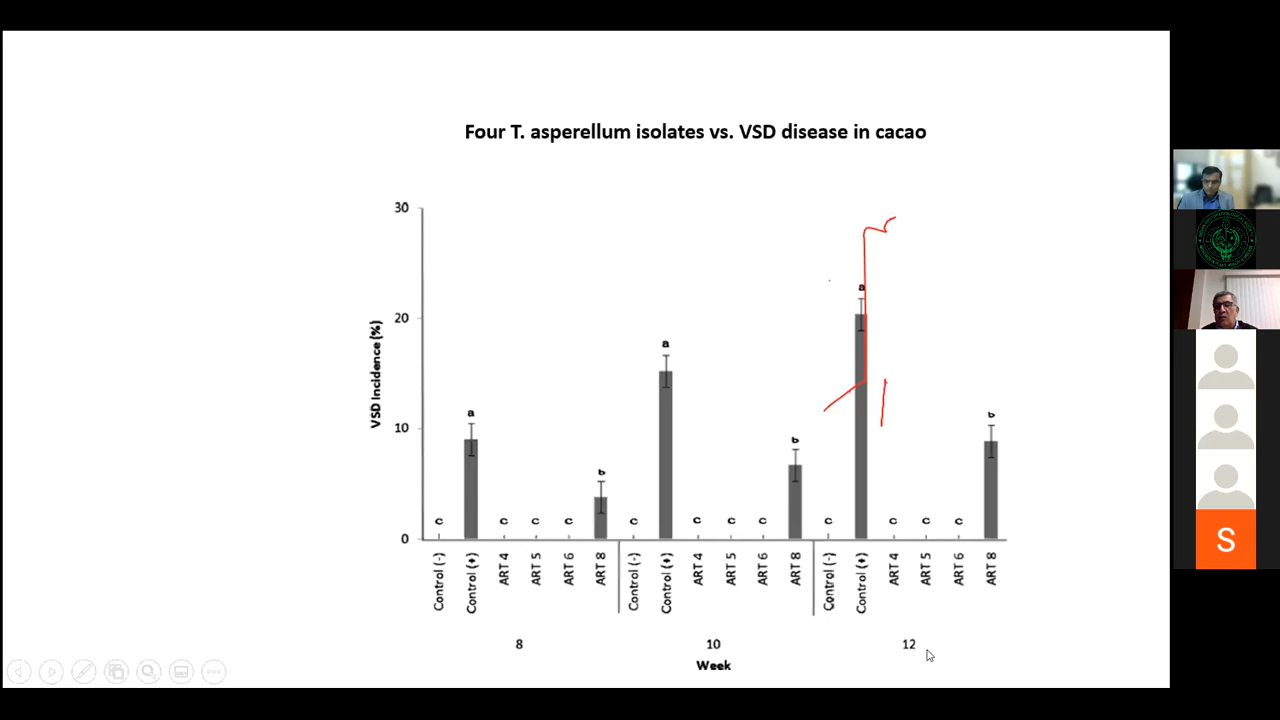 Four T. asperellum isolates vs. VSD disease in cacao
VSD Incidence (%)
30
20
10
0
a
b
c
c
c
c
a
b
c
c
c
c
a
b
c
c
c
c
Control (-)
Control (+)
ART 4
ART 5
ART 6
ART 8
Control (-)
Control (+)
ART 4
ART 5
ART 6
ART 8
Control (-)
Control (+)
ART 4
ART 5
ART 6
ART 8
8
10
12
Week
S